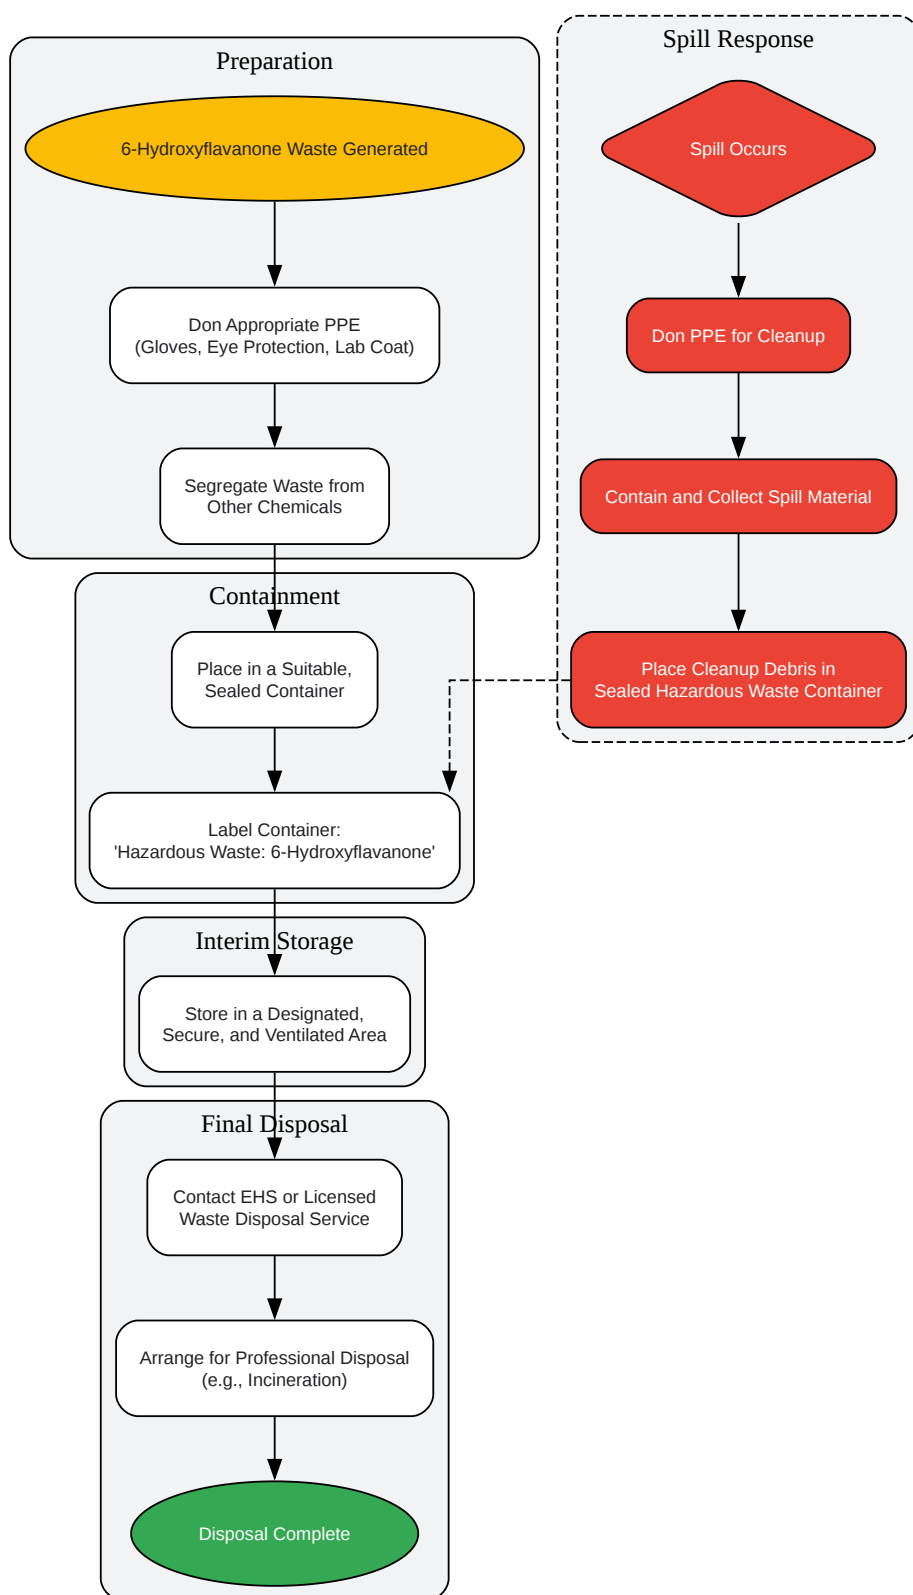 Preparation
6-Hydroxyflavanone Waste Generated
Don Appropriate PPE
(Gloves, Eye Protection, Lab Coat)
Segregate Waste from
Other Chemicals
Containment
Place in a Suitable,
Sealed Container
Label Container:
'Hazardous Waste: 6-Hydroxyflavanone'
Interim Storage
Store in a Designated,
Secure, and Ventilated Area
Final Disposal
Contact EHS or Licensed
Waste Disposal Service
Arrange for Professional Disposal
(e.g., Incineration)
Disposal Complete
Spill Response
Spill Occurs
Don PPE for Cleanup
Contain and Collect Spill Material
Place Cleanup Debris in
Sealed Hazardous Waste Container